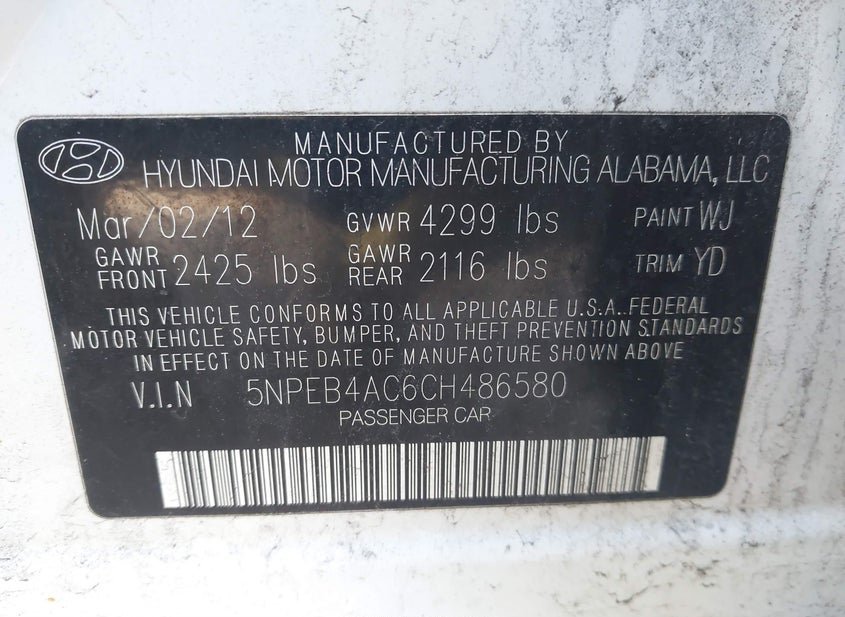 MANUFACTURED BY
HYUNDAI MOTOR MANUFACTURING ALABAMA, LLC
Mar/02/12 GVWR 4299 lbs PAINT WJ
GAWR FRONT 2425 lbs GAWR REAR 2116 lbs TRIM YD
THIS VEHICLE CONFORMS TO ALL APPLICABLE U.S.A. FEDERAL
MOTOR VEHICLE SAFETY, BUMPER, AND THEFT PREVENTION STANDARDS
IN EFFECT ON THE DATE OF MANUFACTURE SHOWN ABOVE
V.I.N 5NPEB4AC6CH486580
PASSENGER CAR